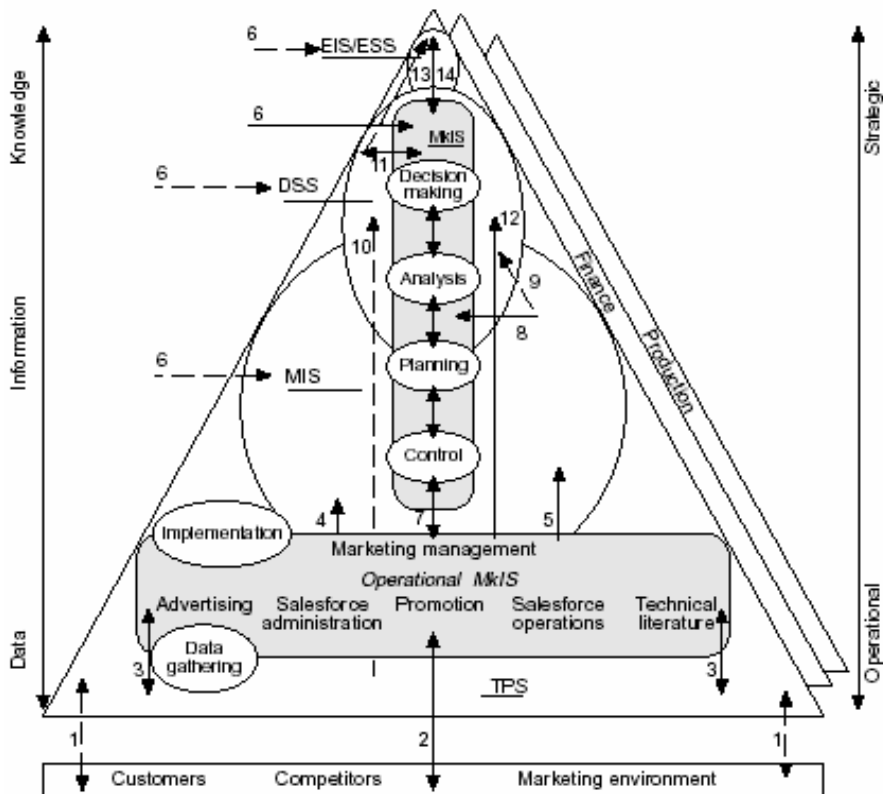 6
EIS/ESS
13
14
6
MkIS
11
6
DSS
Decision
making
12
10
Analysis
9
8
6
MIS
Planning
Control
Implementation
4
7
5
Marketing management
Operational MkIS
Advertising
Salesforce
administration
Promotion
Salesforce
operations
Technical
literature
Data
gathering
3
3
TPS
1
2
1
Customers
Competitors
Marketing environment
Knowledge
Information
Data
Strategic
Operational
Finance
Production